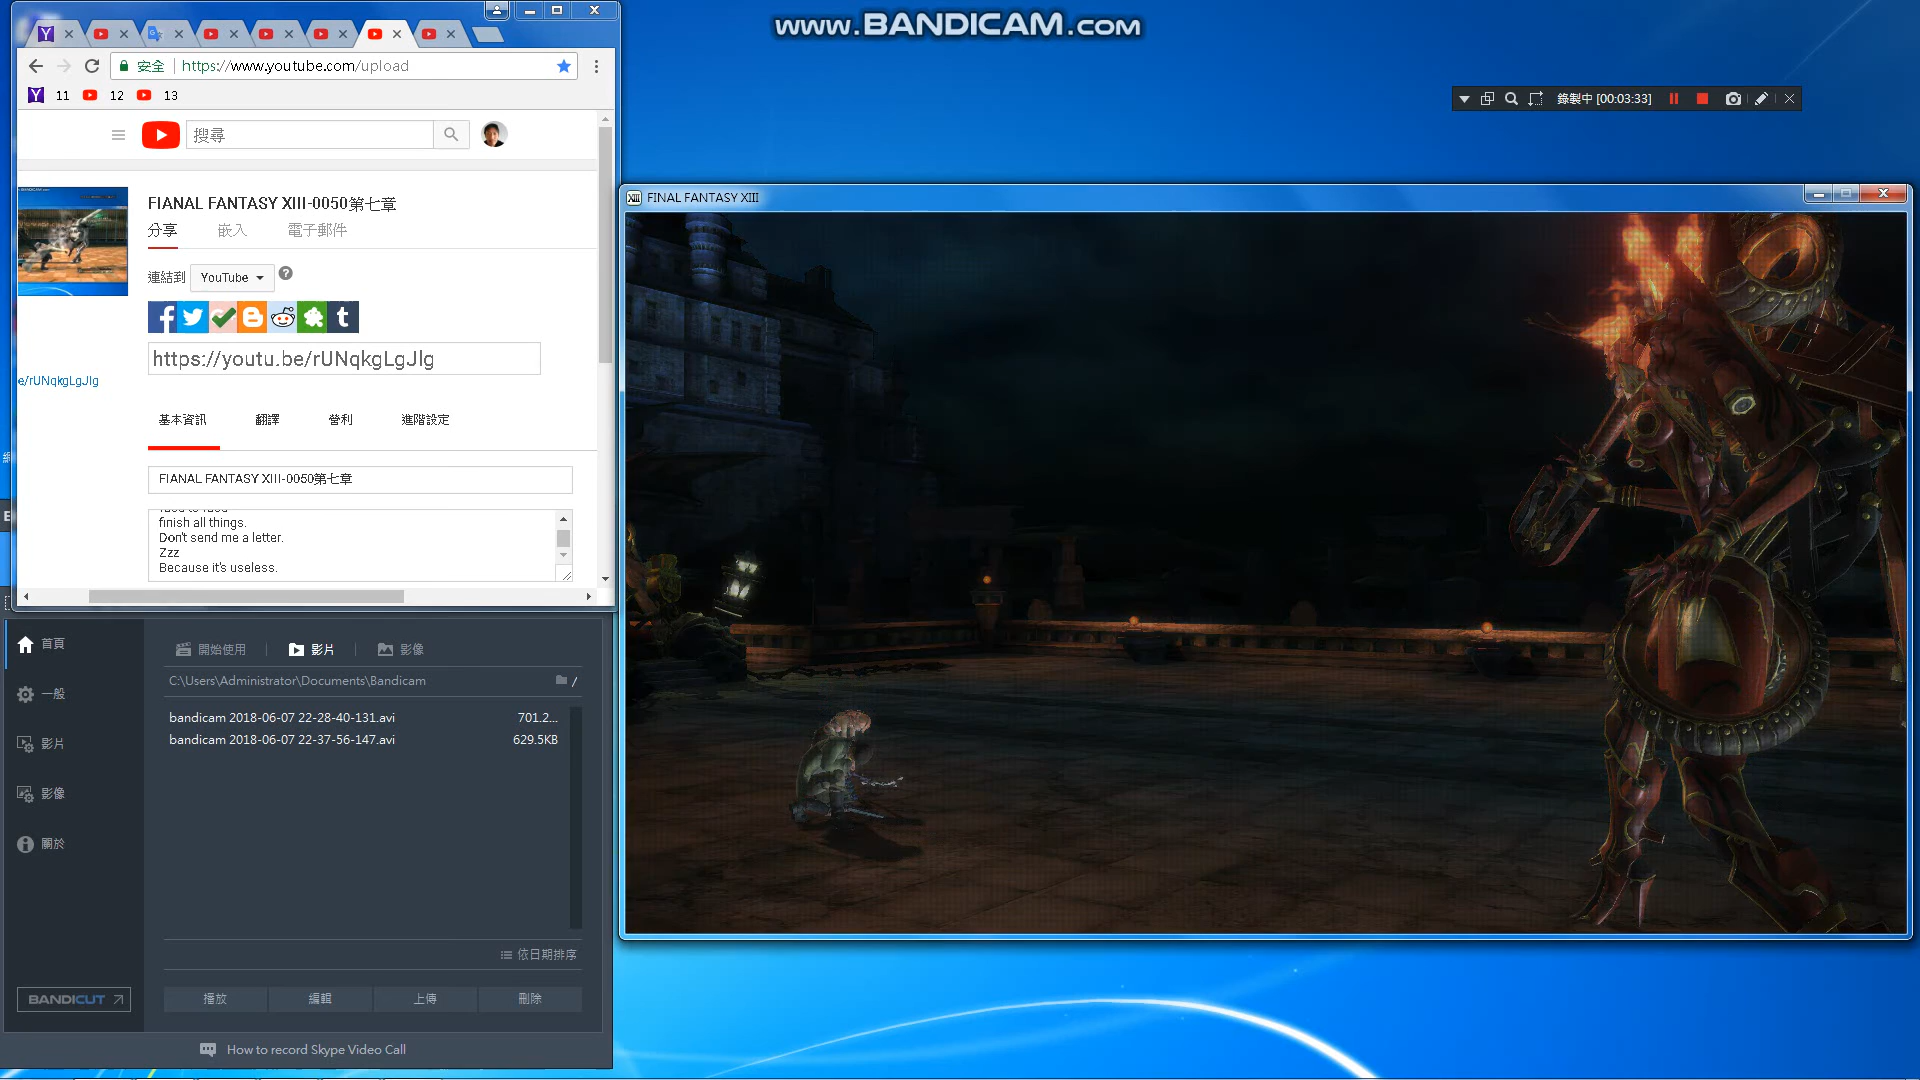 www.BANDICAM.com
安全
https://www.youtube.com/upload
11
12
13
搜尋
FIANAL FANTASY XIII-0050第七章
分享
嵌入
電子郵件
連結到
YouTube
https://youtu.be/rUNqkgLgJlg
e/rUNqkgLgJlg
基本資訊
翻譯
營利
進階設定
FIANAL FANTASY XIII-0050第七章
finish all things.
Don't send me a letter.
Zzz
Because it's useless.
錄製中 [00:03:33]
XIII FINAL FANTASY XIII
首頁
一般
影片
影像
關於
BANDICUT
開始使用
影片
影像
C:\Users\Administrator\Documents\Bandicam
bandicam 2018-06-07 22-28-40-131.avi 701.2...
bandicam 2018-06-07 22-37-56-147.avi 629.5KB
依日期排序
播放
編輯
上傳
刪除
How to record Skype Video Call